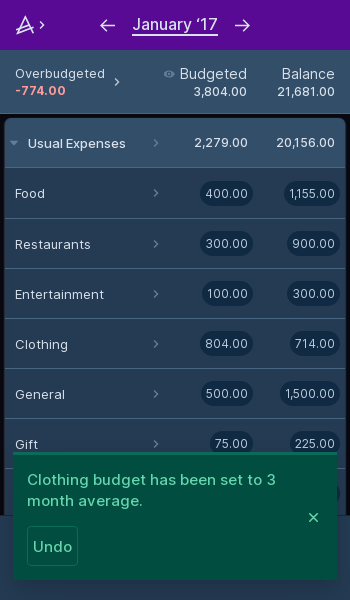 January ‘17
Overbudgeted
-774.00
Budgeted
3,804.00
Balance
21,681.00
Usual Expenses 2,279.00 20,156.00
Food 400.00 1,155.00
Restaurants 300.00 900.00
Entertainment 100.00 300.00
Clothing 804.00 714.00
General 500.00 1,500.00
Gift 75.00 225.00
Clothing budget has been set to 3
month average.
Undo